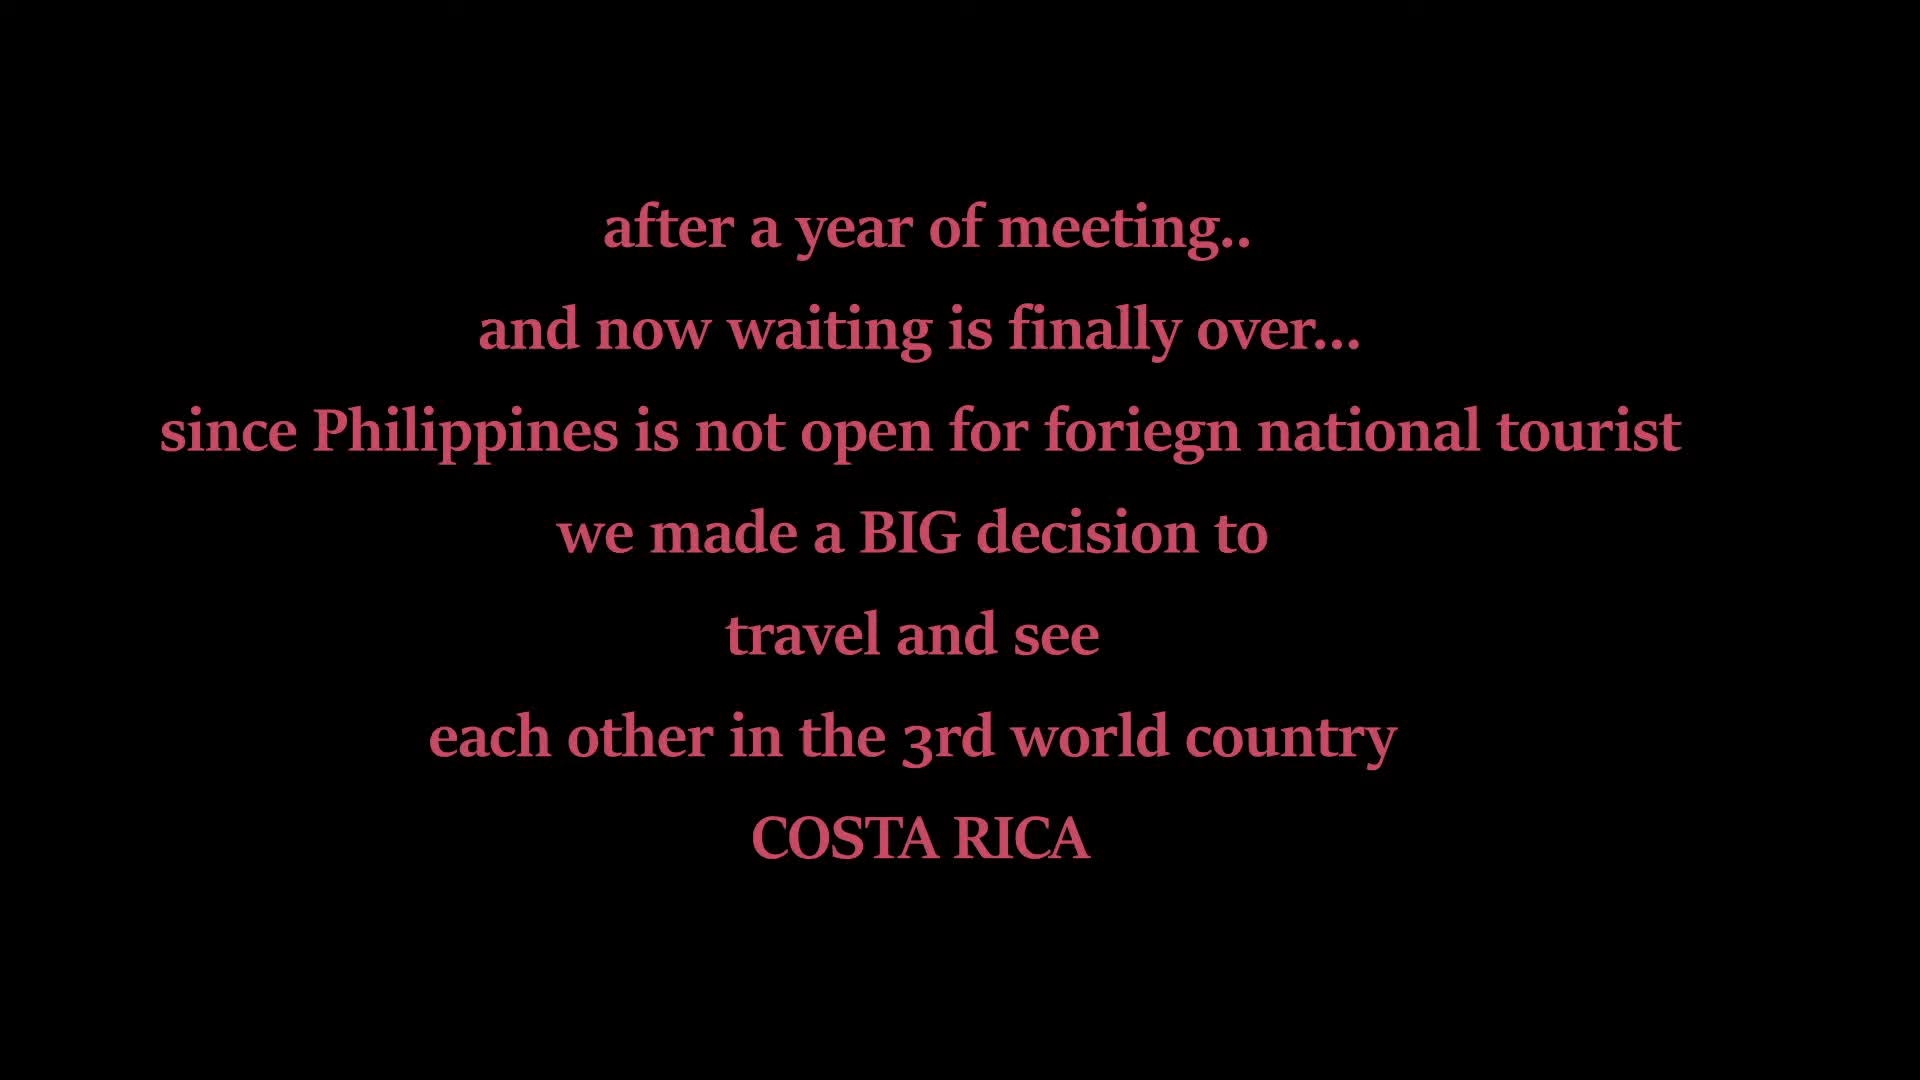 after a year of meeting..
and now waiting is finally over...
since Philippines is not open for foriegn national tourist
we made a BIG decision to
travel and see
each other in the 3rd world country
COSTA RICA